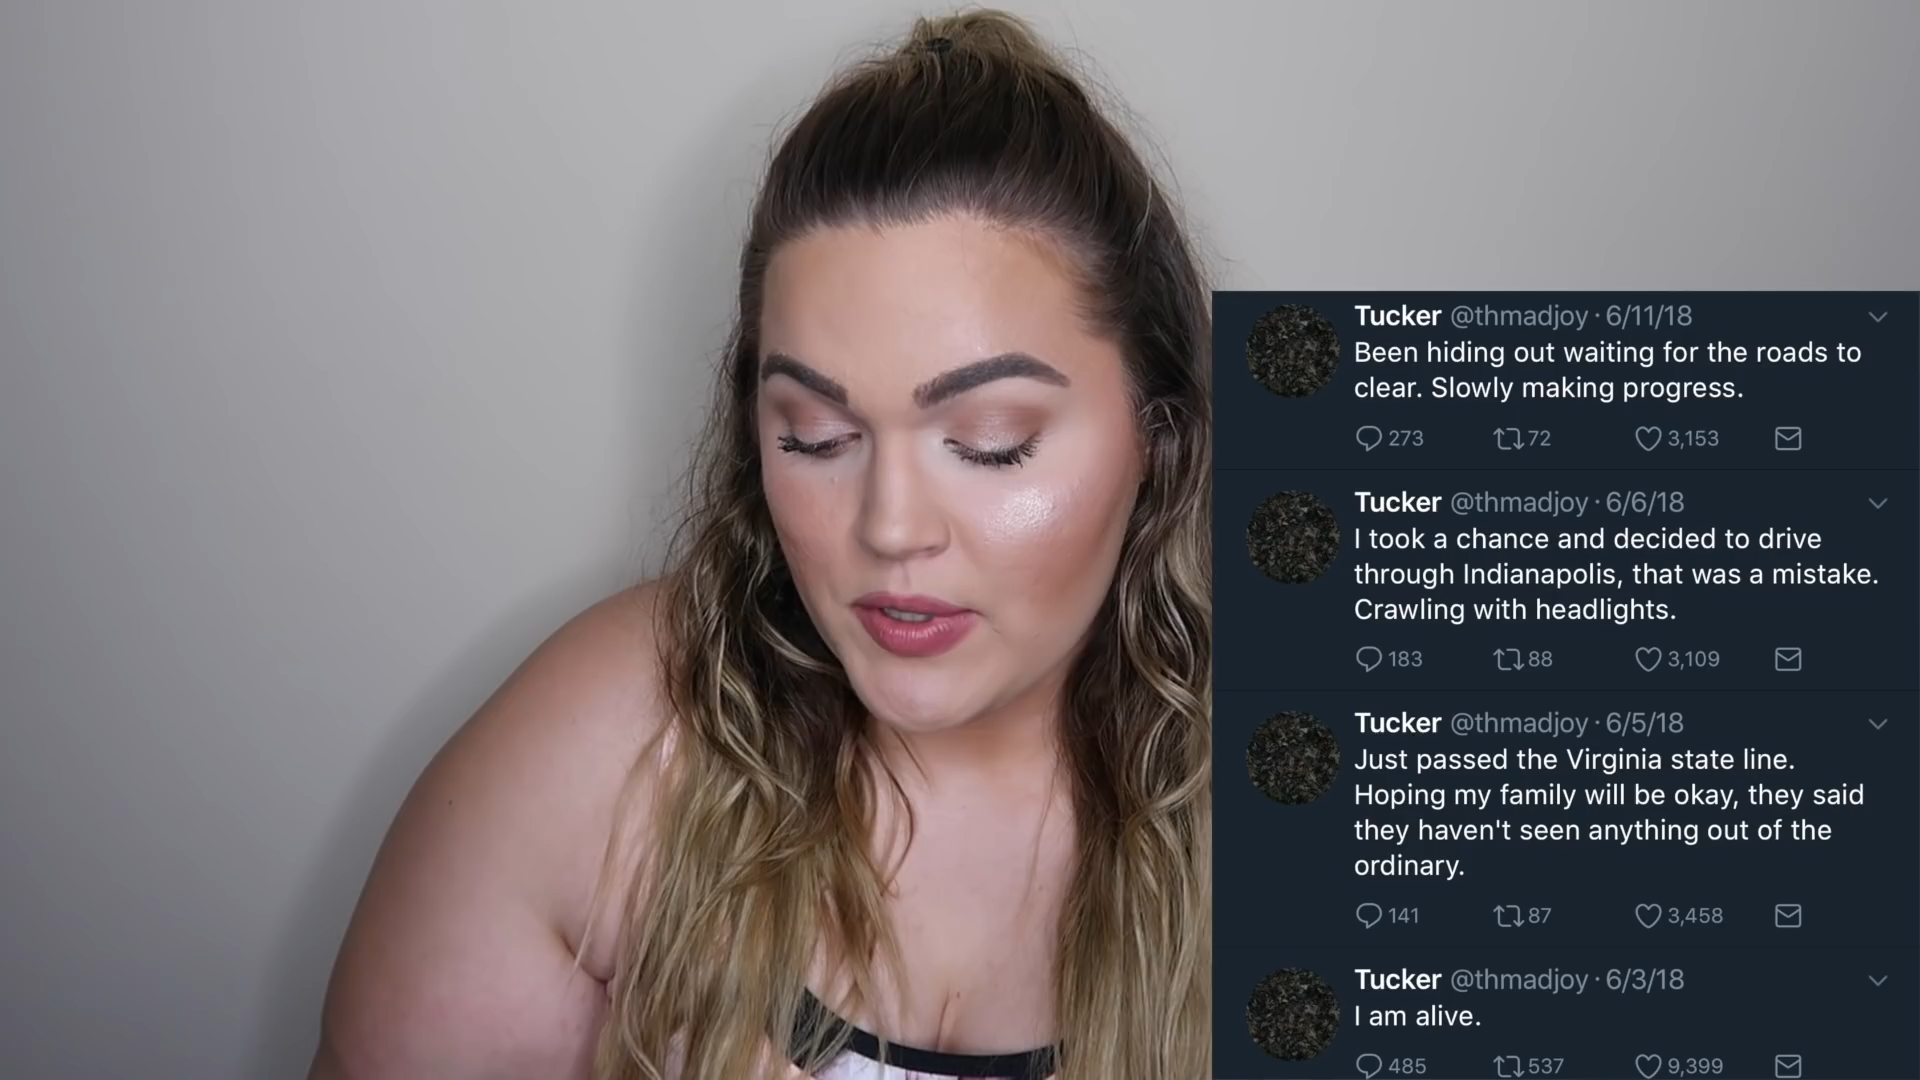 Tucker @thmadjoy · 6/11/18
Been hiding out waiting for the roads to
clear. Slowly making progress.
273 72 3,153
Tucker @thmadjoy · 6/6/18
I took a chance and decided to drive
through Indianapolis, that was a mistake.
Crawling with headlights.
183 88 3,109
Tucker @thmadjoy · 6/5/18
Just passed the Virginia state line.
Hoping my family will be okay, they said
they haven't seen anything out of the
ordinary.
141 87 3,458
Tucker @thmadjoy · 6/3/18
I am alive.
485 537 9,399